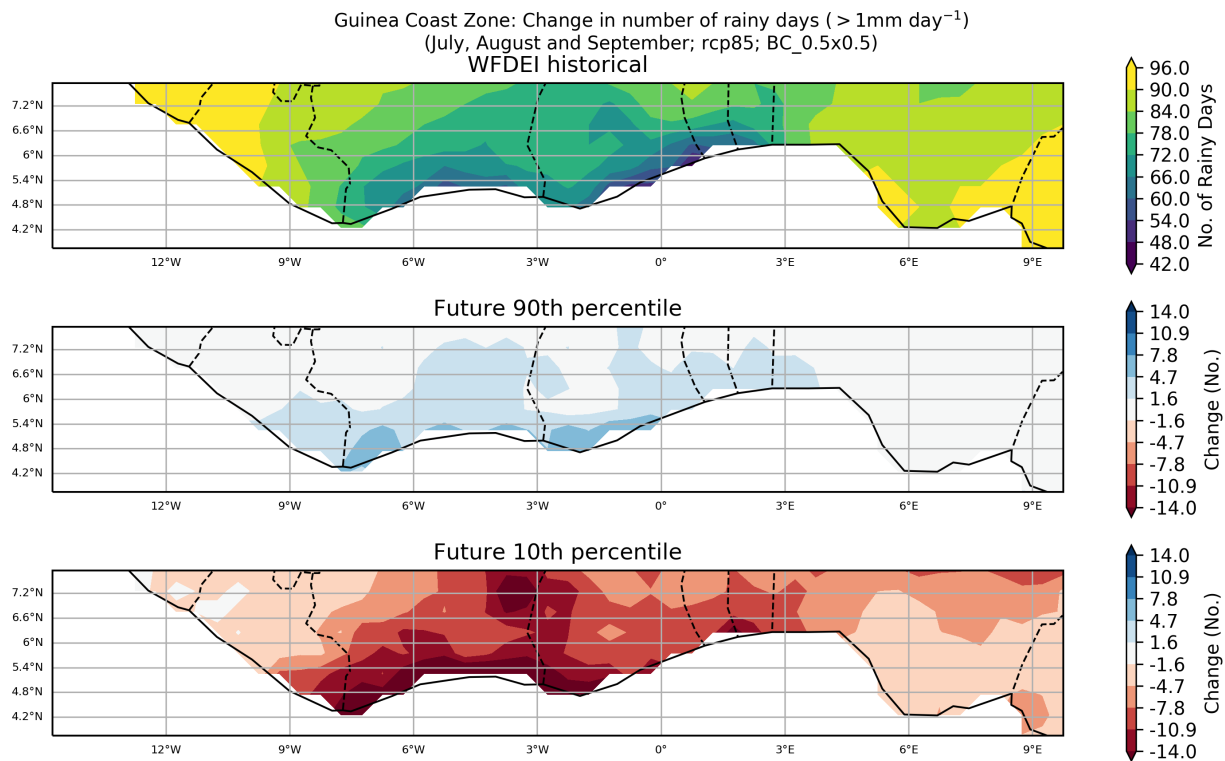 Guinea Coast Zone: Change in number of rainy days (>1mm day⁻¹)
(July, August and September; rcp85; BC_0.5x0.5)
WFDEI historical
7.2°N
6.6°N
6°N
5.4°N
4.8°N
4.2°N
12°W 9°W 6°W 3°W 0° 3°E 6°E 9°E
96.0
90.0
84.0
78.0
72.0
66.0
60.0
54.0
48.0
42.0
No. of Rainy Days
Future 90th percentile
7.2°N
6.6°N
6°N
5.4°N
4.8°N
4.2°N
12°W 9°W 6°W 3°W 0° 3°E 6°E 9°E
14.0
10.9
7.8
4.7
1.6
-1.6
-4.7
-7.8
-10.9
-14.0
Change (No.)
Future 10th percentile
7.2°N
6.6°N
6°N
5.4°N
4.8°N
4.2°N
12°W 9°W 6°W 3°W 0° 3°E 6°E 9°E
14.0
10.9
7.8
4.7
1.6
-1.6
-4.7
-7.8
-10.9
-14.0
Change (No.)